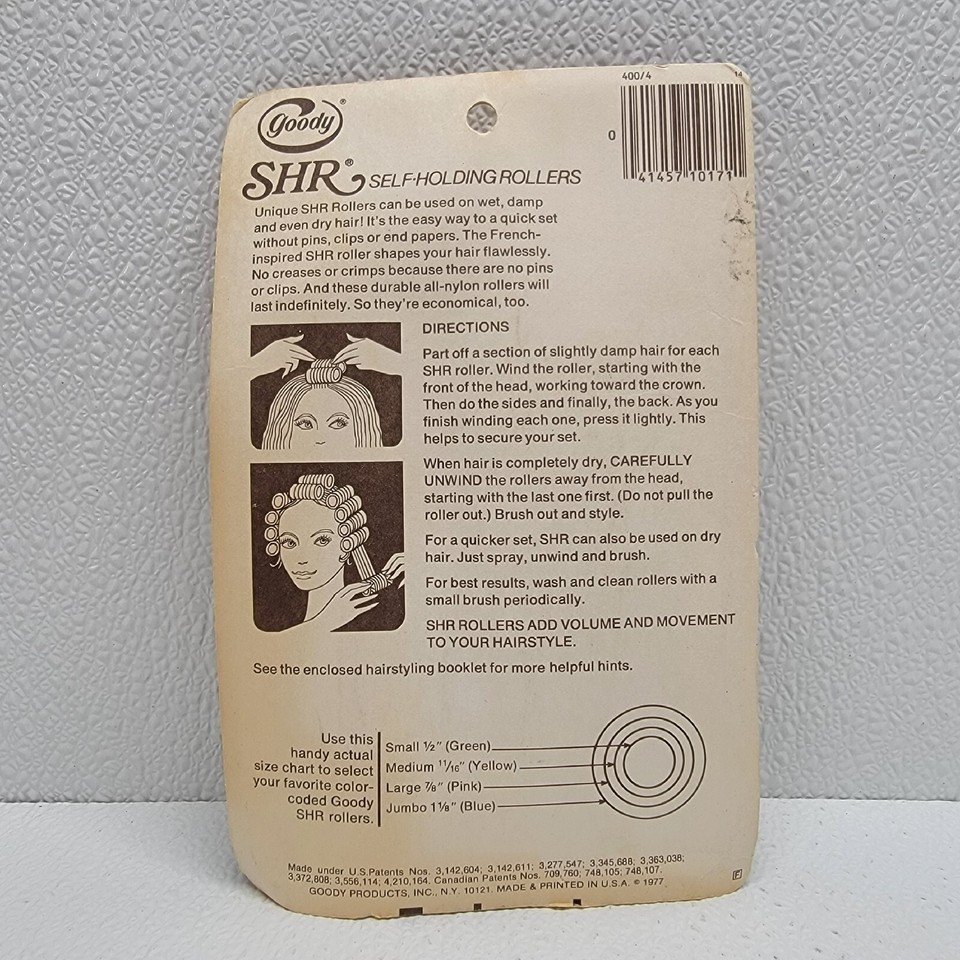 400/4 14
Goody®
0
41457 10171
SHR® SELF-HOLDING ROLLERS
Unique SHR Rollers can be used on wet, damp
and even dry hair! It's the easy way to a quick set
without pins, clips or end papers. The French-
inspired SHR roller shapes your hair flawlessly.
No creases or crimps because there are no pins
or clips. And these durable all-nylon rollers will
last indefinitely. So they're economical, too.
DIRECTIONS
Part off a section of slightly damp hair for each
SHR roller. Wind the roller, starting with the
front of the head, working toward the crown.
Then do the sides and finally, the back. As you
finish winding each one, press it lightly. This
helps to secure your set.
When hair is completely dry, CAREFULLY
UNWIND the rollers away from the head,
starting with the last one first. (Do not pull the
roller out.) Brush out and style.
For a quicker set, SHR can also be used on dry
hair. Just spray, unwind and brush.
For best results, wash and clean rollers with a
small brush periodically.
SHR ROLLERS ADD VOLUME AND MOVEMENT
TO YOUR HAIRSTYLE.
See the enclosed hairstyling booklet for more helpful hints.
Use this
handy actual
size chart to select
your favorite color-
coded Goody
SHR rollers.
Small ½" (Green)
Medium 11/16" (Yellow)
Large ⅞" (Pink)
Jumbo 1⅛" (Blue)
Made under U.S. Patents Nos. 3,142,604; 3,142,611; 3,277,547; 3,345,688; 3,363,038;
3,372,808; 3,556,114; 4,210,164. Canadian Patents Nos. 709,760; 748,105; 748,107.
GOODY PRODUCTS, INC., N.Y. 10121. MADE & PRINTED IN U.S.A. © 1977
F